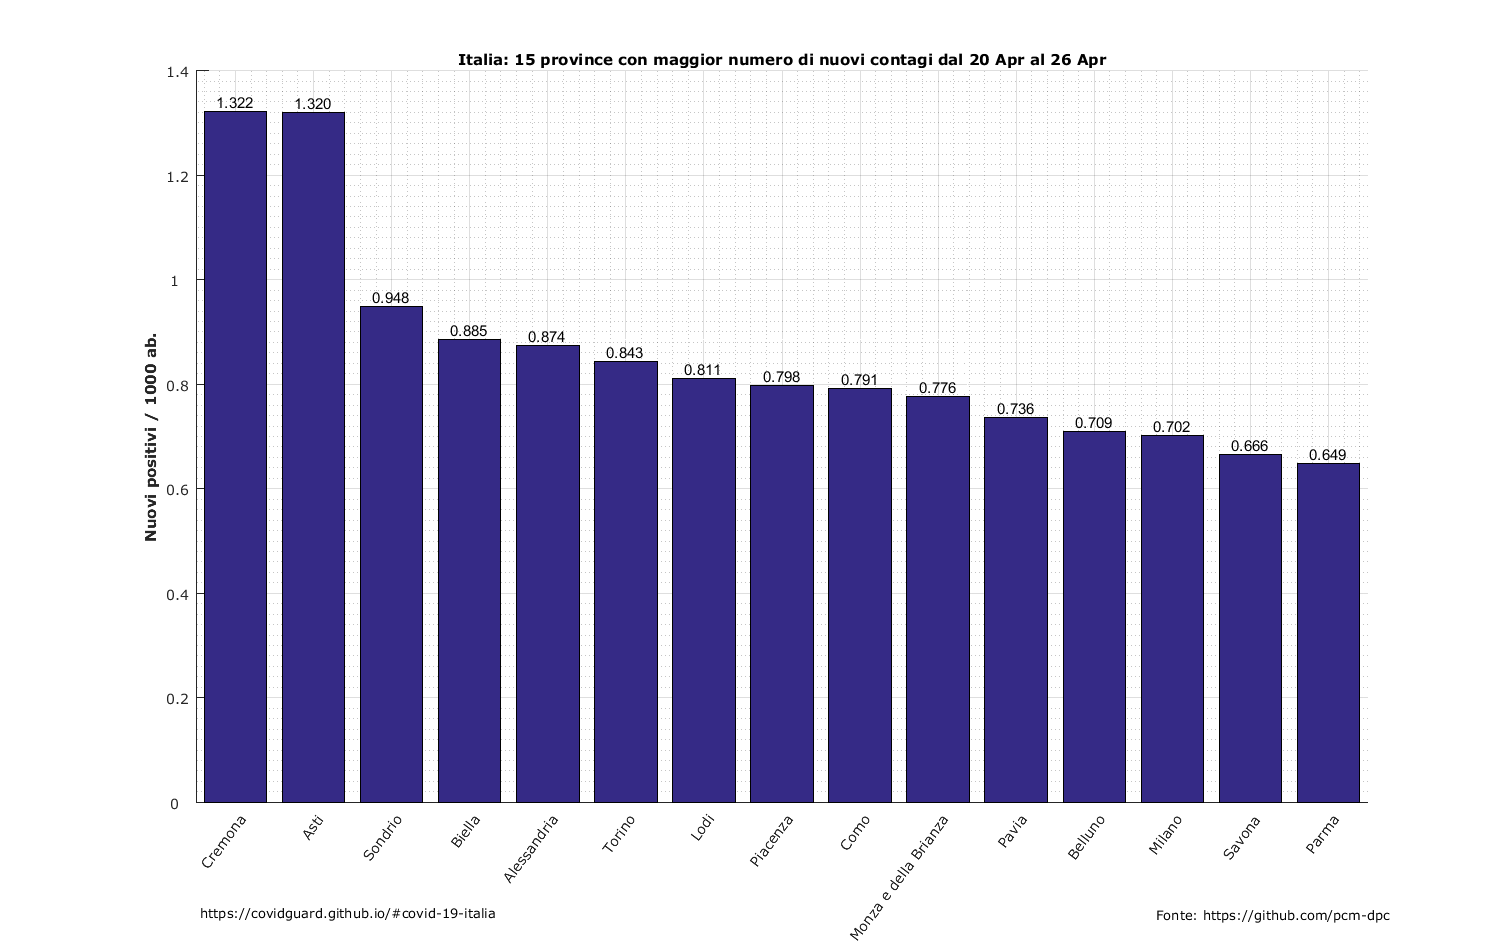 Italia: 15 province con maggior numero di nuovi contagi dal 20 Apr al 26 Apr
Nuovi positivi / 1000 ab.
1.4
1.2
1
0.8
0.6
0.4
0.2
0
1.322
1.320
0.948
0.885
0.874
0.843
0.811
0.798
0.791
0.776
0.736
0.709
0.702
0.666
0.649
Cremona
Asti
Sondrio
Biella
Alessandria
Torino
Lodi
Piacenza
Como
Monza e della Brianza
Pavia
Belluno
Milano
Savona
Parma
https://covidguard.github.io/#covid-19-italia
Fonte: https://github.com/pcm-dpc